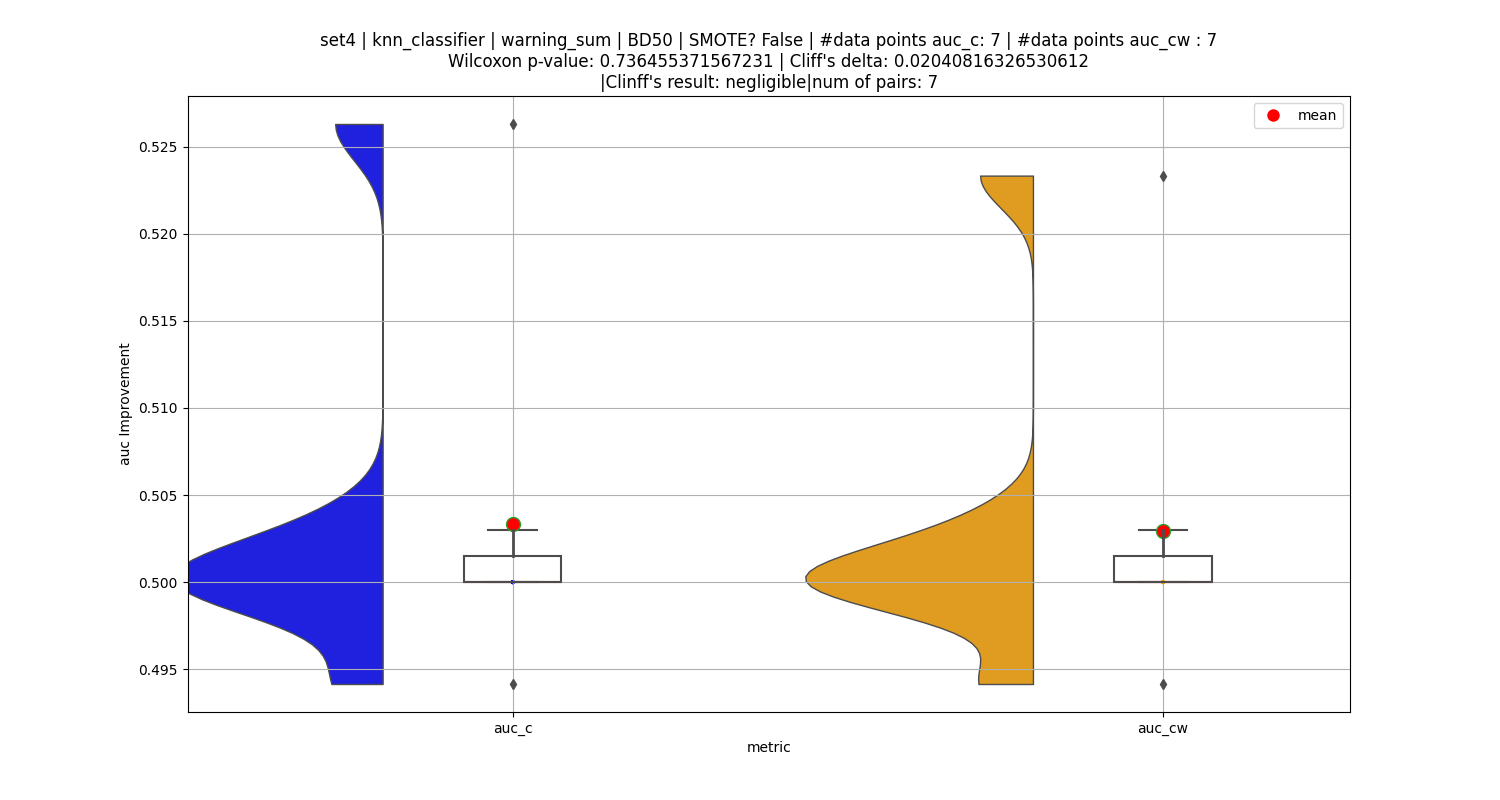 set4 | knn_classifier | warning_sum | BD50 | SMOTE? False | #data points auc_c: 7 | #data points auc_cw : 7
Wilcoxon p-value: 0.736455371567231 | Cliff's delta: 0.02040816326530612
|Clinff's result: negligible|num of pairs: 7
mean
0.525
0.520
0.515
0.510
0.505
0.500
0.495
auc Improvement
auc_c
auc_cw
metric